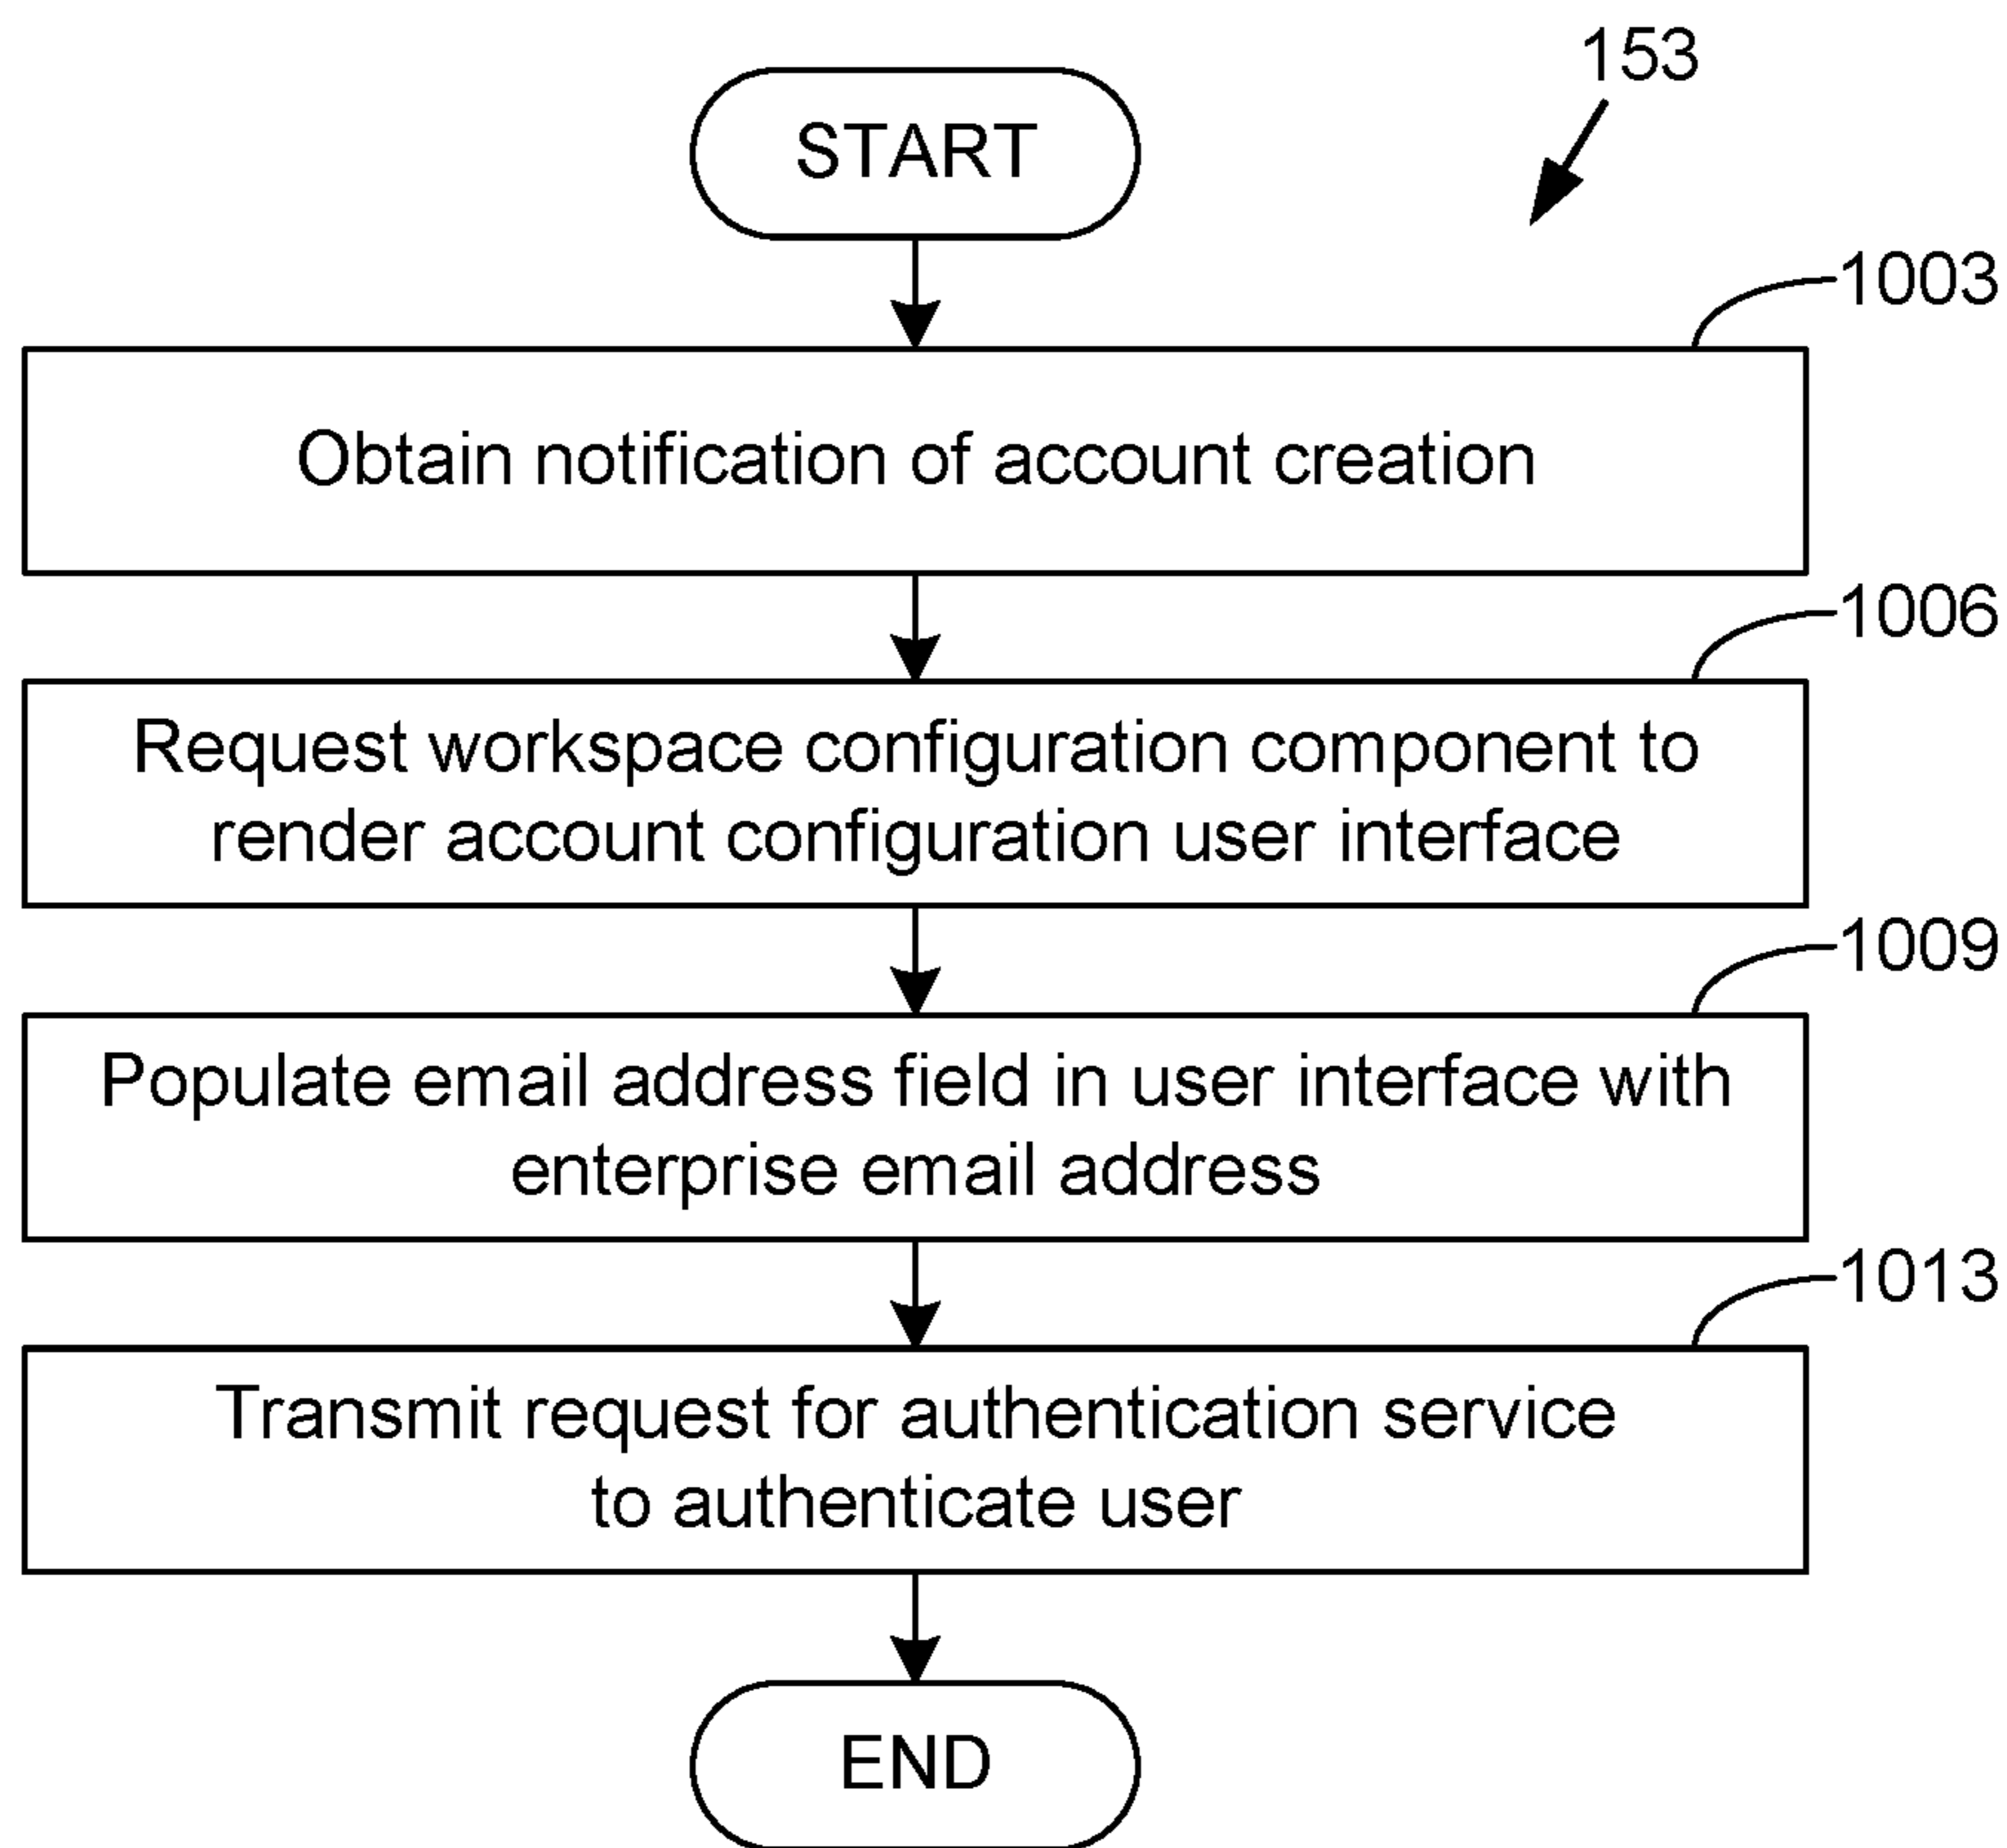 153
START
1003
Obtain notification of account creation
1006
Request workspace configuration component to
render account configuration user interface
1009
Populate email address field in user interface with
enterprise email address
1013
Transmit request for authentication service
to authenticate user
END